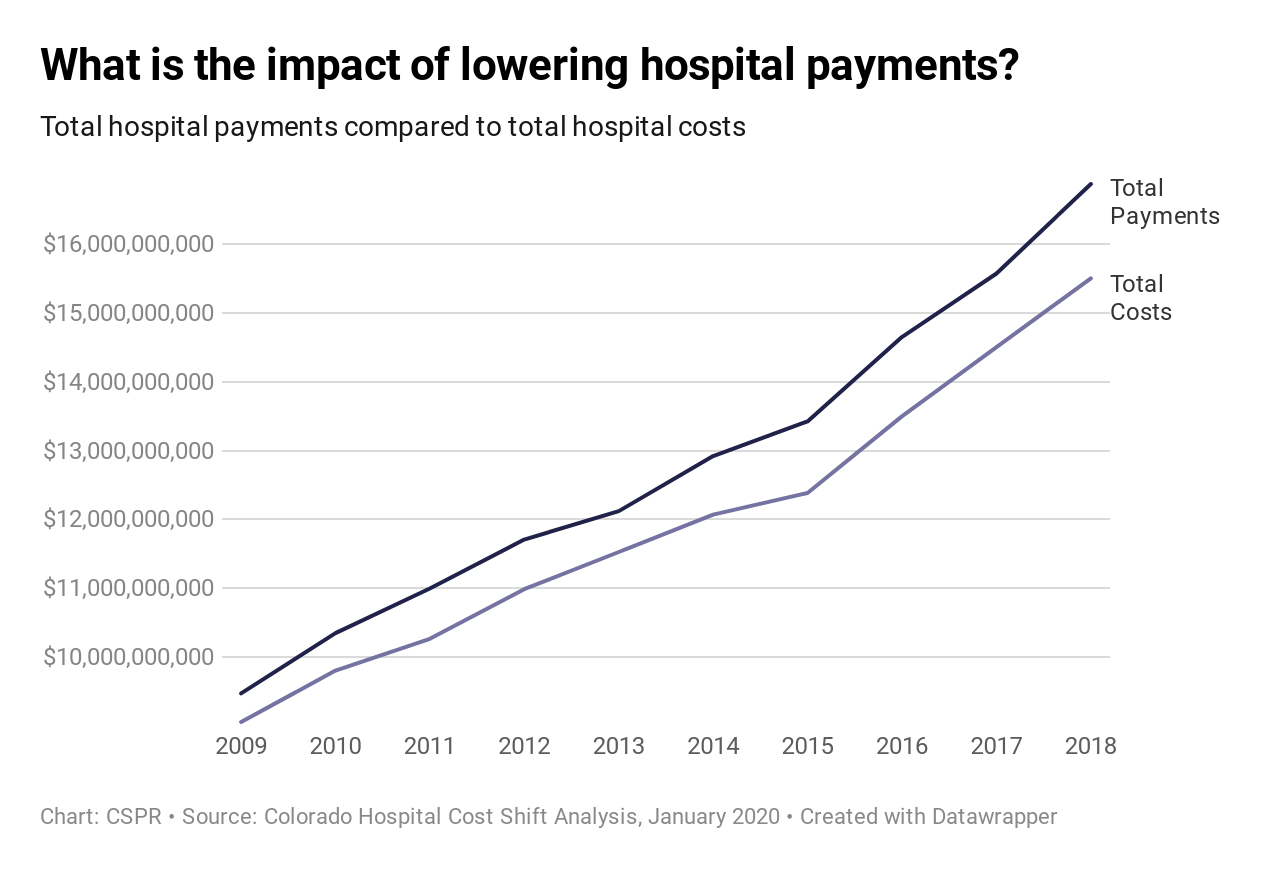 What is the impact of lowering hospital payments?
Total hospital payments compared to total hospital costs
Total
Payments
$16,000,000,000
Total
$15,000,000,000
Costs
$14,000,000,000
$13,000,000,000
$12,000,000,000
$11,000,000,000
$10,000,000,000
2009 2010 2011 2012 2013 2014 2015 2016 2017 2018
Chart: CSPR • Source: Colorado Hospital Cost Shift Analysis, January 2020 • Created with Datawrapper